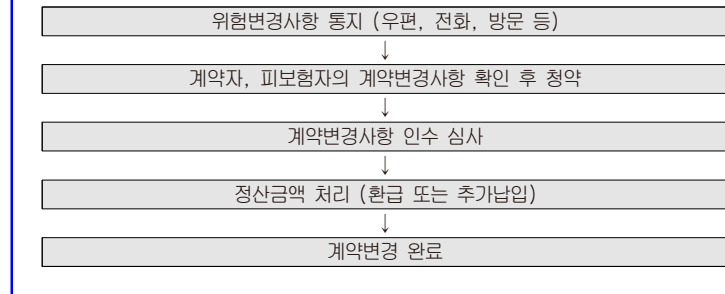 위험변경사항 통지 (우편, 전화, 방문 등)
↓
계약자, 피보험자의 계약변경사항 확인 후 청약
↓
계약변경사항 인수 심사
↓
정산금액 처리 (환급 또는 추가납입)
↓
계약변경 완료